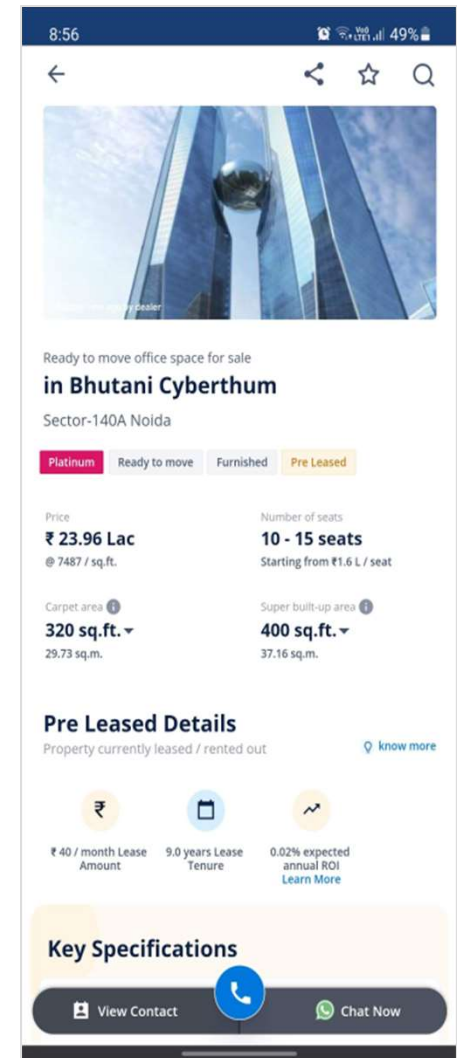 8:56
Vo) LTE1 49%
dealer
Ready to move office space for sale
in Bhutani Cyberthum
Sector-140A Noida
Platinum Ready to move Furnished Pre Leased
Price Number of seats
₹ 23.96 Lac 10 - 15 seats
@ 7487 / sq.ft. Starting from ₹1.6 L / seat
Carpet area Super built-up area
320 sq.ft. 400 sq.ft.
29.73 sq.m. 37.16 sq.m.
Pre Leased Details
Property currently leased / rented out know more
₹
₹ 40 / month Lease 9.0 years Lease 0.02% expected
Amount Tenure annual ROI
Learn More
Key Specifications
View Contact Chat Now